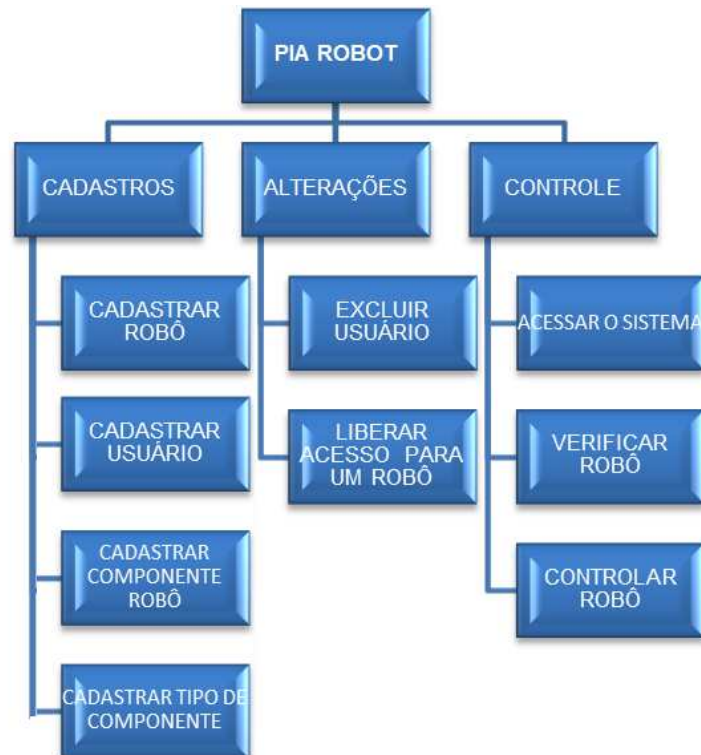 PIA ROBOT
CADASTROS
ALTERAÇÕES
CONTROLE
CADASTRAR
ROBÔ
CADASTRAR
USUÁRIO
CADASTRAR
COMPONENTE
ROBÔ
CADASTRAR TIPO DE
COMPONENTE
EXCLUIR
USUÁRIO
LIBERAR
ACESSO PARA
UM ROBÔ
ACESSAR O SISTEMA
VERIFICAR
ROBÔ
CONTROLAR
ROBÔ